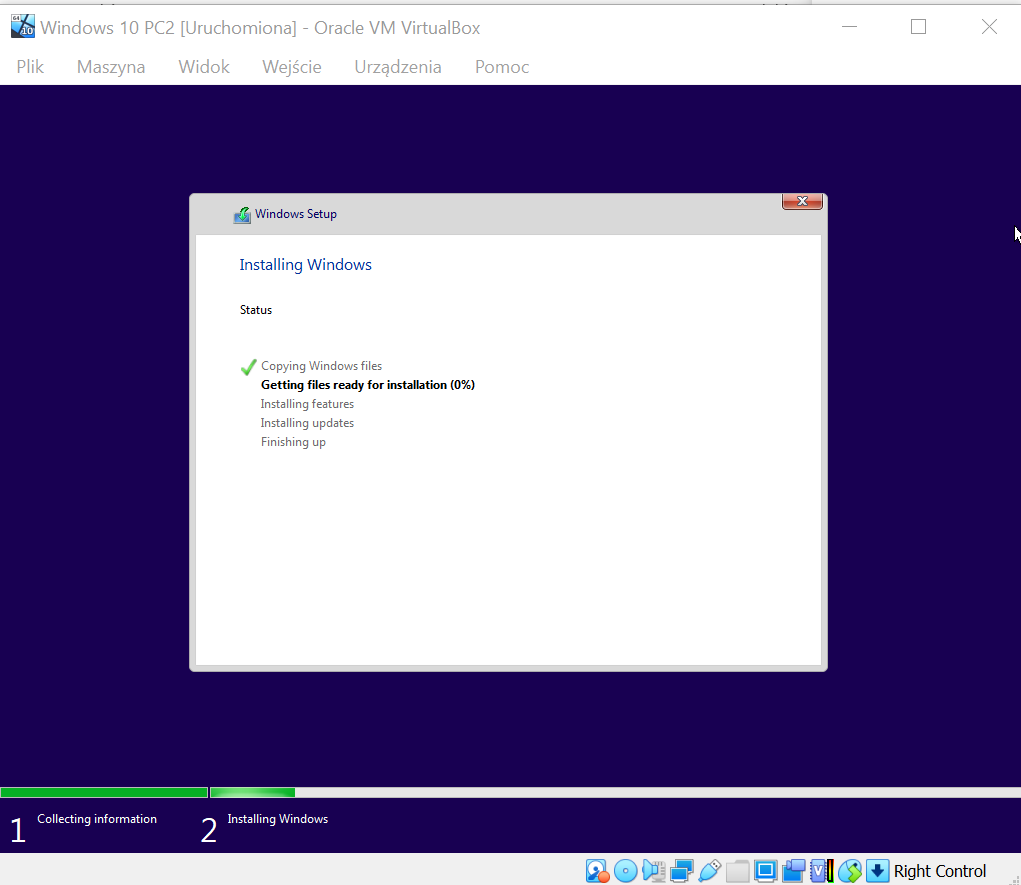 Windows 10 PC2 [Uruchomiona] - Oracle VM VirtualBox
Plik Maszyna Widok Wejście Urządzenia Pomoc
Windows Setup
Installing Windows
Status
Copying Windows files
Getting files ready for installation (0%)
Installing features
Installing updates
Finishing up
1 Collecting information 2 Installing Windows
Right Control